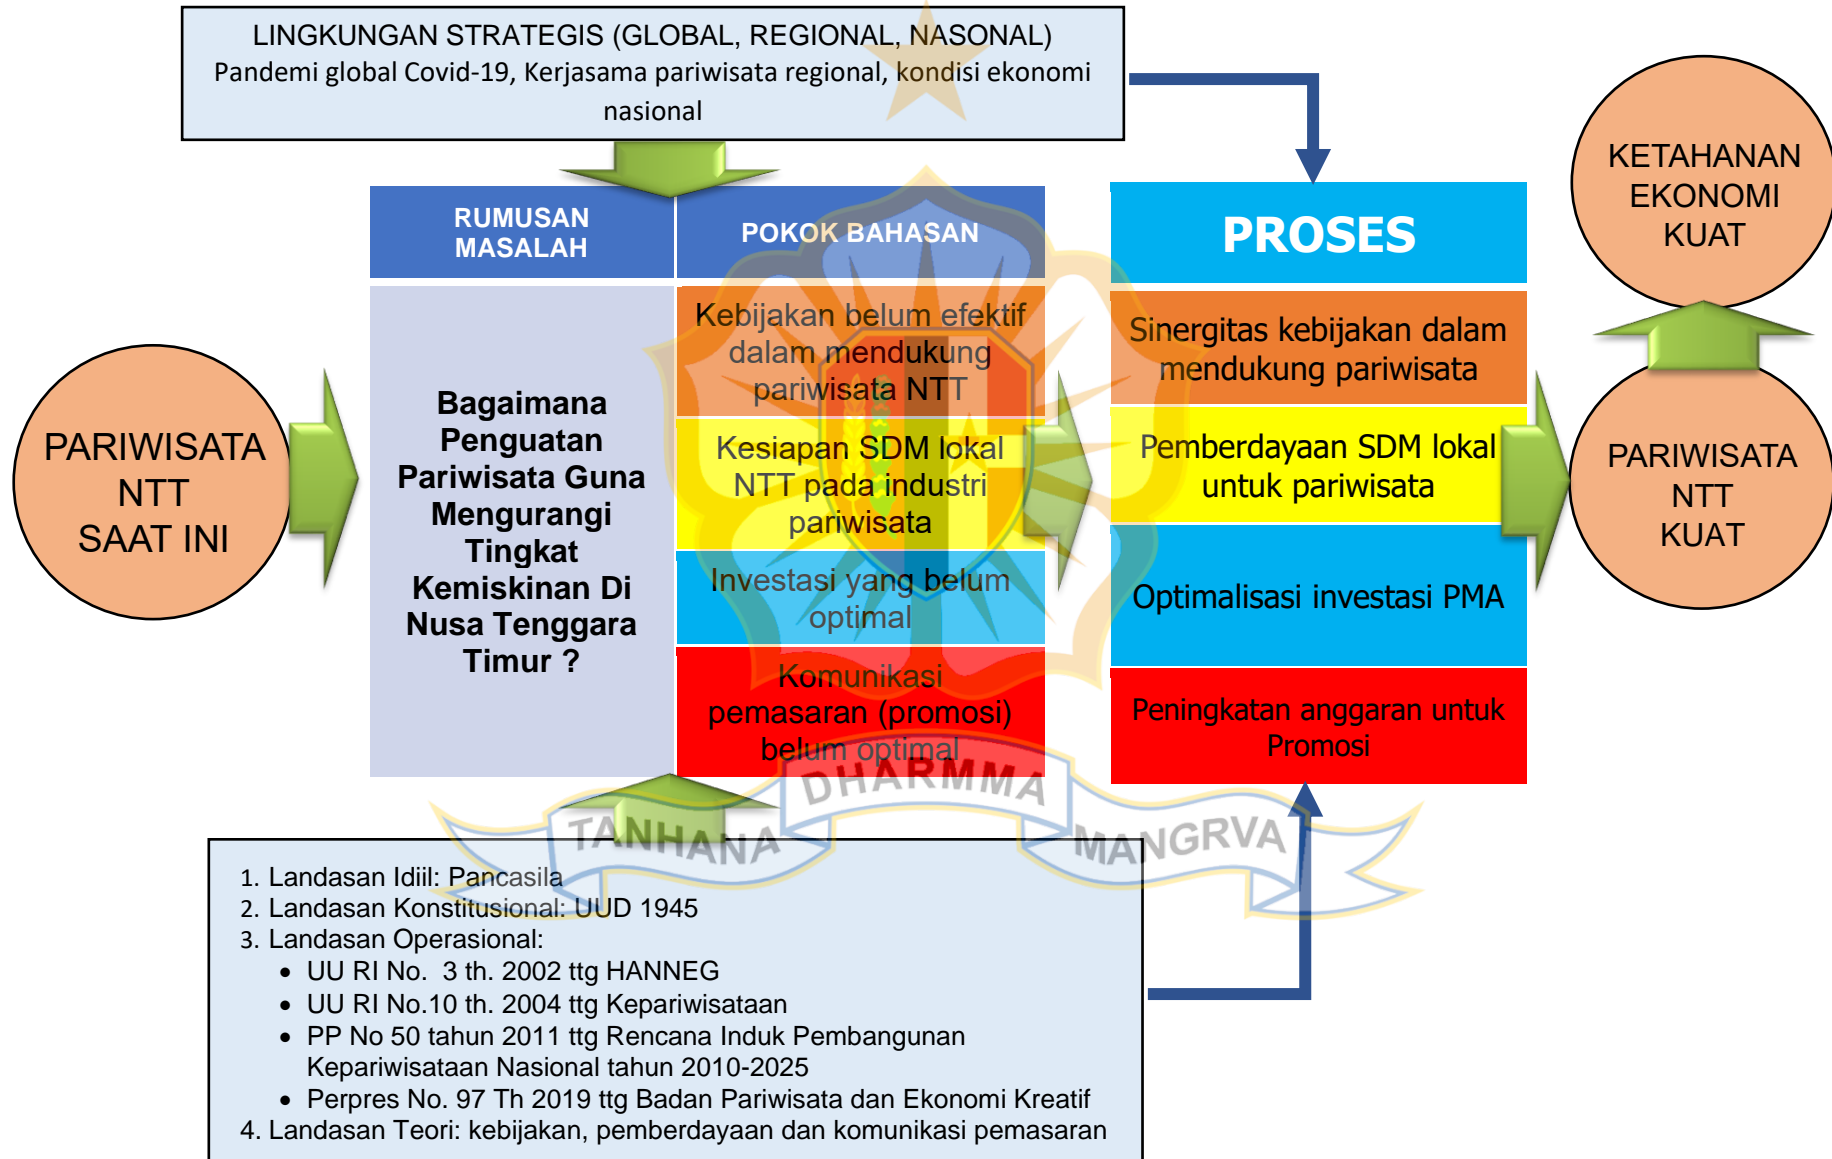 LINGKUNGAN STRATEGIS (GLOBAL, REGIONAL, NASONAL)
Pandemi global Covid-19, Kerjasama pariwisata regional, kondisi ekonomi
nasional
PARIWISATA
NTT
SAAT INI
RUMUSAN
MASALAH
Bagaimana
Penguatan
Pariwisata Guna
Mengurangi
Tingkat
Kemiskinan Di
Nusa Tenggara
Timur ?
POKOK BAHASAN
Kebijakan belum efektif
dalam mendukung
pariwisata NTT
Kesiapan SDM lokal
NTT pada industri
pariwisata
Investasi yang belum
optimal
Komunikasi
pemasaran (promosi)
belum optimal
PROSES
Sinergitas kebijakan dalam
mendukung pariwisata
Pemberdayaan SDM lokal
untuk pariwisata
Optimalisasi investasi PMA
Peningkatan anggaran untuk
Promosi
KETAHANAN
EKONOMI
KUAT
PARIWISATA
NTT
KUAT
TANHANA DHARMMA MANGRVA
1. Landasan Idiil: Pancasila
2. Landasan Konstitusional: UUD 1945
3. Landasan Operasional:
• UU RI No.  3 th. 2002 ttg HANNEG
• UU RI No.10 th. 2004 ttg Kepariwisataan
• PP No 50 tahun 2011 ttg Rencana Induk Pembangunan
Kepariwisataan Nasional tahun 2010-2025
• Perpres No. 97 Th 2019 ttg Badan Pariwisata dan Ekonomi Kreatif
4. Landasan Teori: kebijakan, pemberdayaan dan komunikasi pemasaran